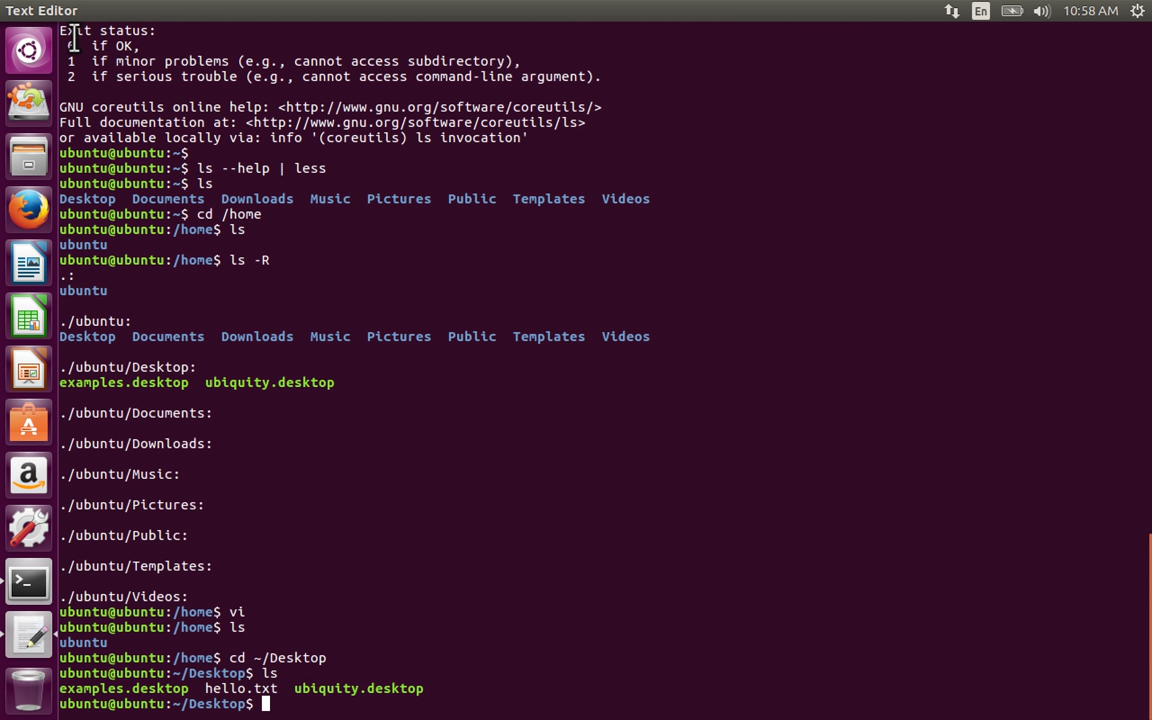 Text Editor
En
10:58 AM
Exit status:
if OK,
1 if minor problems (e.g., cannot access subdirectory),
2 if serious trouble (e.g., cannot access command-line argument).
GNU coreutils online help: <http://www.gnu.org/software/coreutils/>
Full documentation at: <http://www.gnu.org/software/coreutils/ls>
or available locally via: info '(coreutils) ls invocation'
ubuntu@ubuntu:~$
ubuntu@ubuntu:~$ ls --help | less
ubuntu@ubuntu:~$ ls
Desktop Documents Downloads Music Pictures Public Templates Videos
ubuntu@ubuntu:~$ cd /home
ubuntu@ubuntu:/home$ ls
ubuntu
ubuntu@ubuntu:/home$ ls -R
.:
ubuntu
./ubuntu:
Desktop Documents Downloads Music Pictures Public Templates Videos
./ubuntu/Desktop:
examples.desktop ubiquity.desktop
./ubuntu/Documents:
./ubuntu/Downloads:
./ubuntu/Music:
./ubuntu/Pictures:
./ubuntu/Public:
./ubuntu/Templates:
./ubuntu/Videos:
ubuntu@ubuntu:/home$ vi
ubuntu@ubuntu:/home$ ls
ubuntu
ubuntu@ubuntu:/home$ cd ~/Desktop
ubuntu@ubuntu:~/Desktop$ ls
examples.desktop hello.txt ubiquity.desktop
ubuntu@ubuntu:~/Desktop$